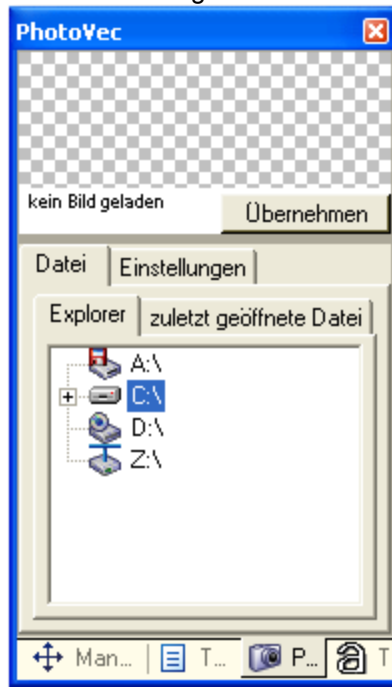 PhotoVec
kein Bild geladen
Übernehmen
Datei
Einstellungen
Explorer
zuletzt geöffnete Datei
A:\
C:\
D:\
Z:\
Man...
T...
P...
T